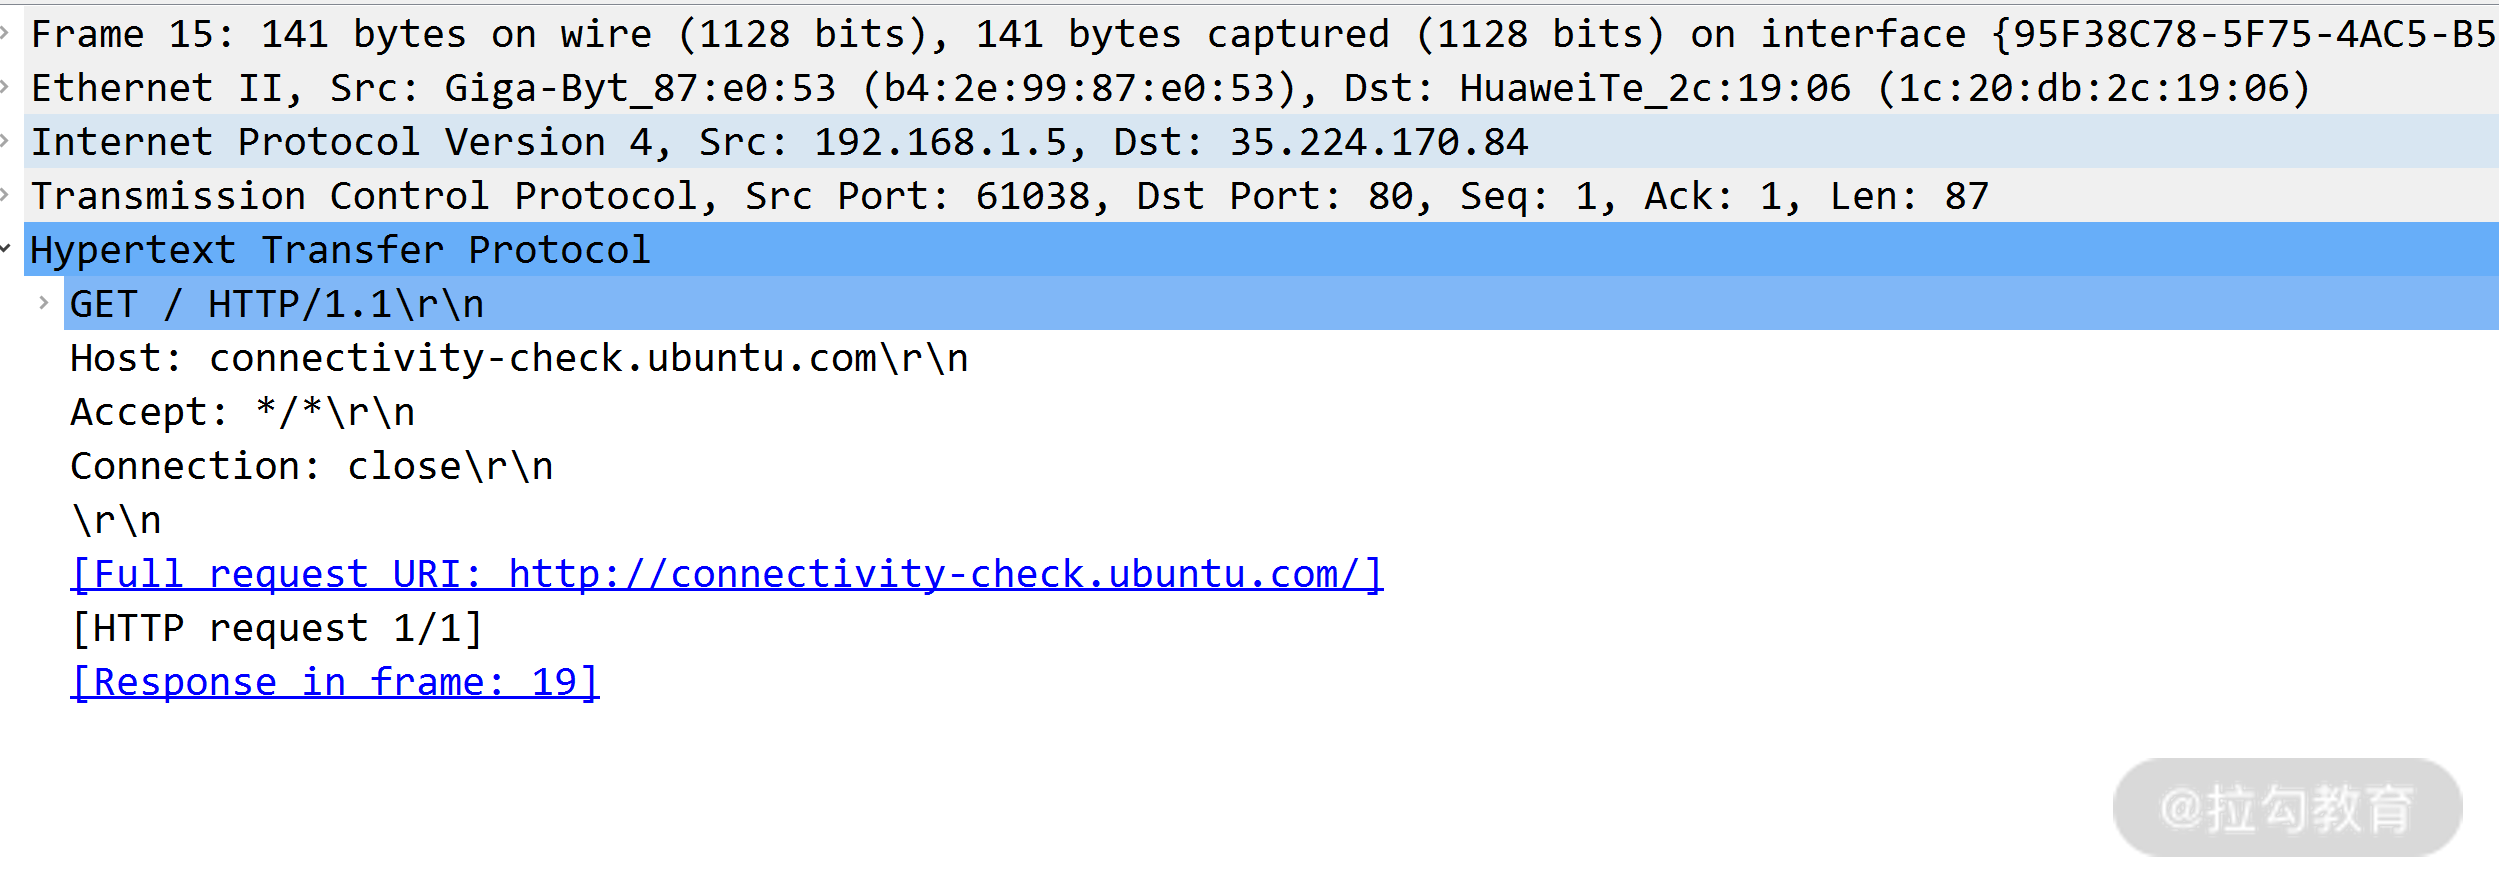 Frame 15: 141 bytes on wire (1128 bits), 141 bytes captured (1128 bits) on interface {95F38C78-5F75-4AC5-B5
Ethernet II, Src: Giga-Byt_87:e0:53 (b4:2e:99:87:e0:53), Dst: HuaweiTe_2c:19:06 (1c:20:db:2c:19:06)
Internet Protocol Version 4, Src: 192.168.1.5, Dst: 35.224.170.84
Transmission Control Protocol, Src Port: 61038, Dst Port: 80, Seq: 1, Ack: 1, Len: 87
Hypertext Transfer Protocol
GET / HTTP/1.1\r\n
Host: connectivity-check.ubuntu.com\r\n
Accept: */*\r\n
Connection: close\r\n
\r\n
[Full request URI: http://connectivity-check.ubuntu.com/]
[HTTP request 1/1]
[Response in frame: 19]
@拉勾教育